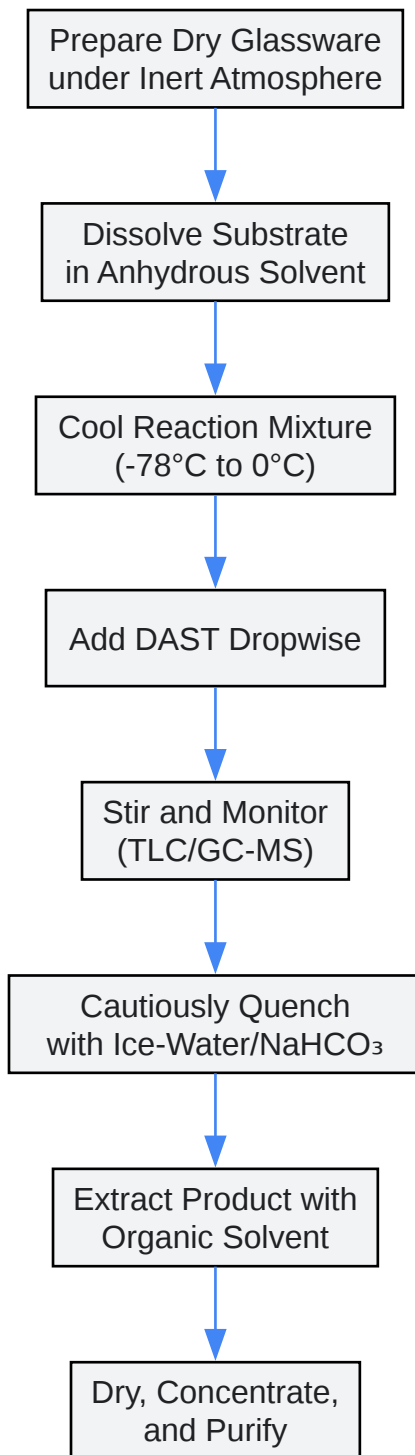 Prepare Dry Glassware
under Inert Atmosphere
Dissolve Substrate
in Anhydrous Solvent
Cool Reaction Mixture
(-78°C to 0°C)
Add DAST Dropwise
Stir and Monitor
(TLC/GC-MS)
Cautiously Quench
with Ice-Water/NaHCO₃
Extract Product with
Organic Solvent
Dry, Concentrate,
and Purify